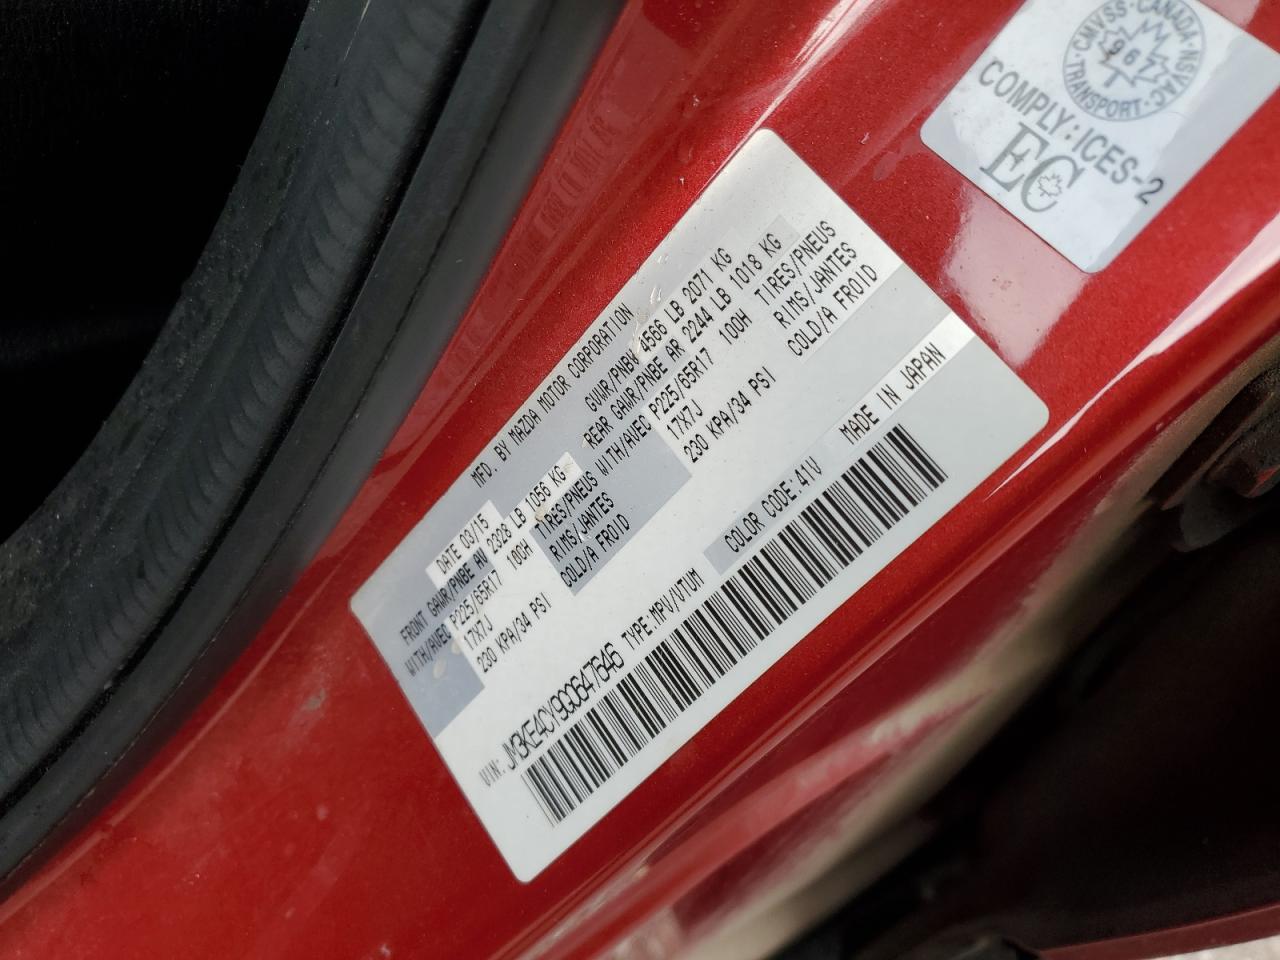 MFD. BY MAZDA MOTOR CORPORATION
DATE 03/15 GVWR/PNBV 4566 LB 2071 KG
FRONT GAWR/PNBE AV 2328 LB 1056 KG REAR GAWR/PNBE AR 2244 LB 1018 KG
WITH/AVEC P225/65R17 100H TIRES/PNEUS WITH/AVEC P225/65R17 100H TIRES/PNEUS
17X7J RIMS/JANTES 17X7J RIMS/JANTES
230 KPA/34 PSI COLD/A FROID 230 KPA/34 PSI COLD/A FROID
VIN: JM3KE4CY9G0647646 TYPE:MPV/VTUM COLOR CODE:41V MADE IN JAPAN
CMVSS · CANADA · NSVAC · TRANSPORT ·
967
COMPLY:ICES-2
EC